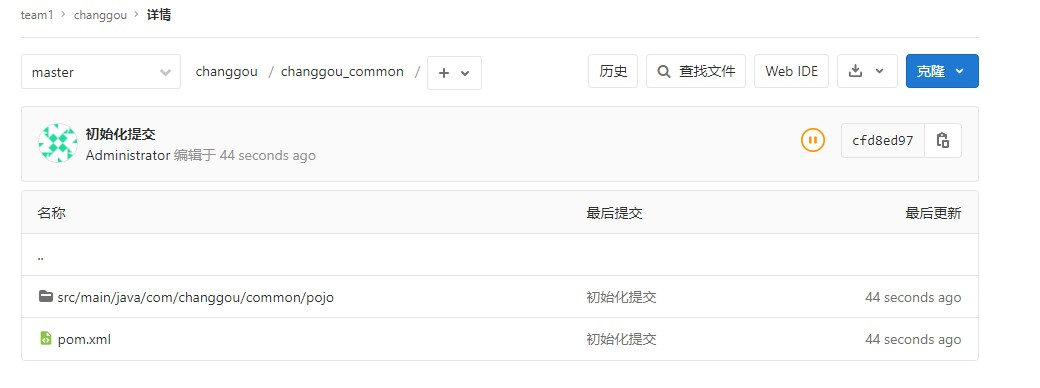 team1 > changgou > 详情
master changgou / changgou_common / + 历史 查找文件 Web IDE 克隆
初始化提交
Administrator 编辑于 44 seconds ago cfd8ed97
名称 最后提交 最后更新
..
src/main/java/com/changgou/common/pojo 初始化提交 44 seconds ago
pom.xml 初始化提交 44 seconds ago